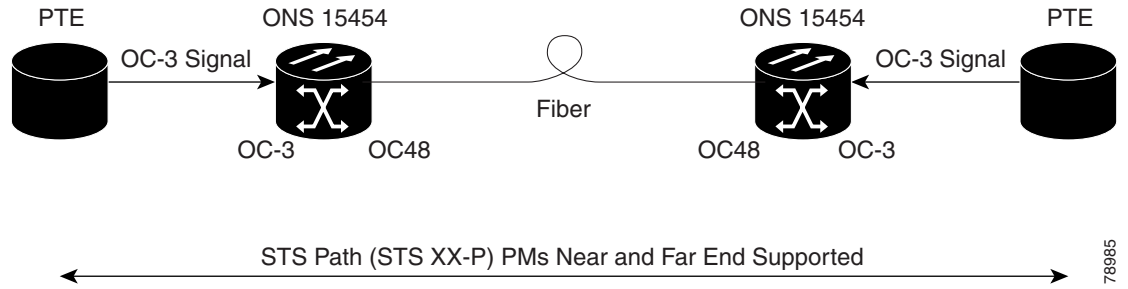 PTE
ONS 15454
ONS 15454
PTE
OC-3 Signal
OC-3 Signal
Fiber
OC-3
OC48
OC48
OC-3
STS Path (STS XX-P) PMs Near and Far End Supported
78985